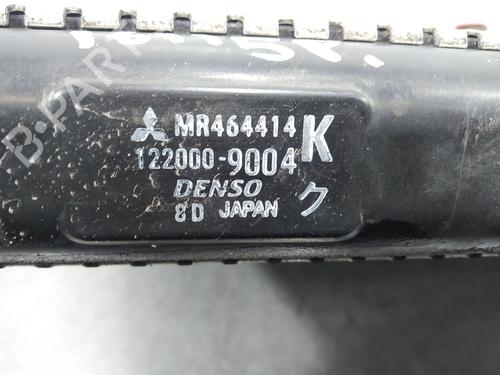 MR464414 K
122000-9004
DENSO ク
8D JAPAN
B-PARTS